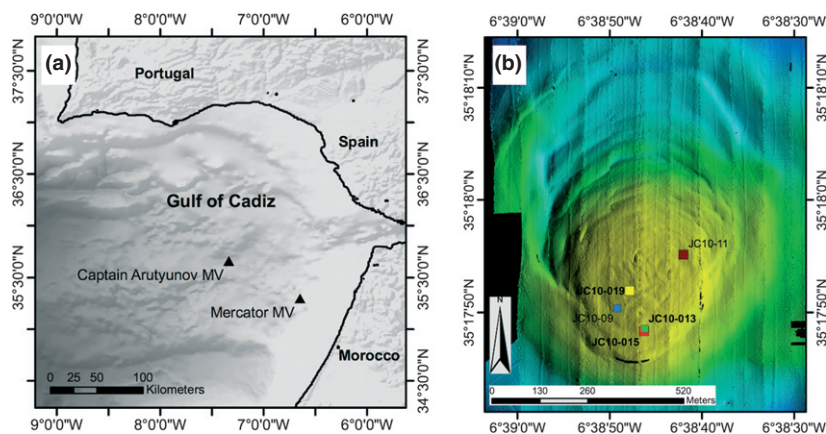 (a)
9°0'0"W 8°0'0"W 7°0'0"W 6°0'0"W
37°30'0"N
36°30'0"N
35°30'0"N
34°30'0"N
Portugal
Spain
Gulf of Cadiz
Captain Arutyunov MV
Mercator MV
Morocco
0 25 50 100
Kilometers
37°30'0"N
36°30'0"N
35°30'0"N
34°30'0"N
9°0'0"W 8°0'0"W 7°0'0"W 6°0'0"W
(b)
6°39'0"W 6°38'50"W 6°38'40"W 6°38'30"W
35°18'10"N
35°18'0"N
35°17'50"N
JC10-11
JC10-019
JC10-09
JC10-013
JC10-015
N
0 130 260 520
Meters
35°18'10"N
35°18'0"N
35°17'50"N
6°39'0"W 6°38'50"W 6°38'40"W 6°38'30"W